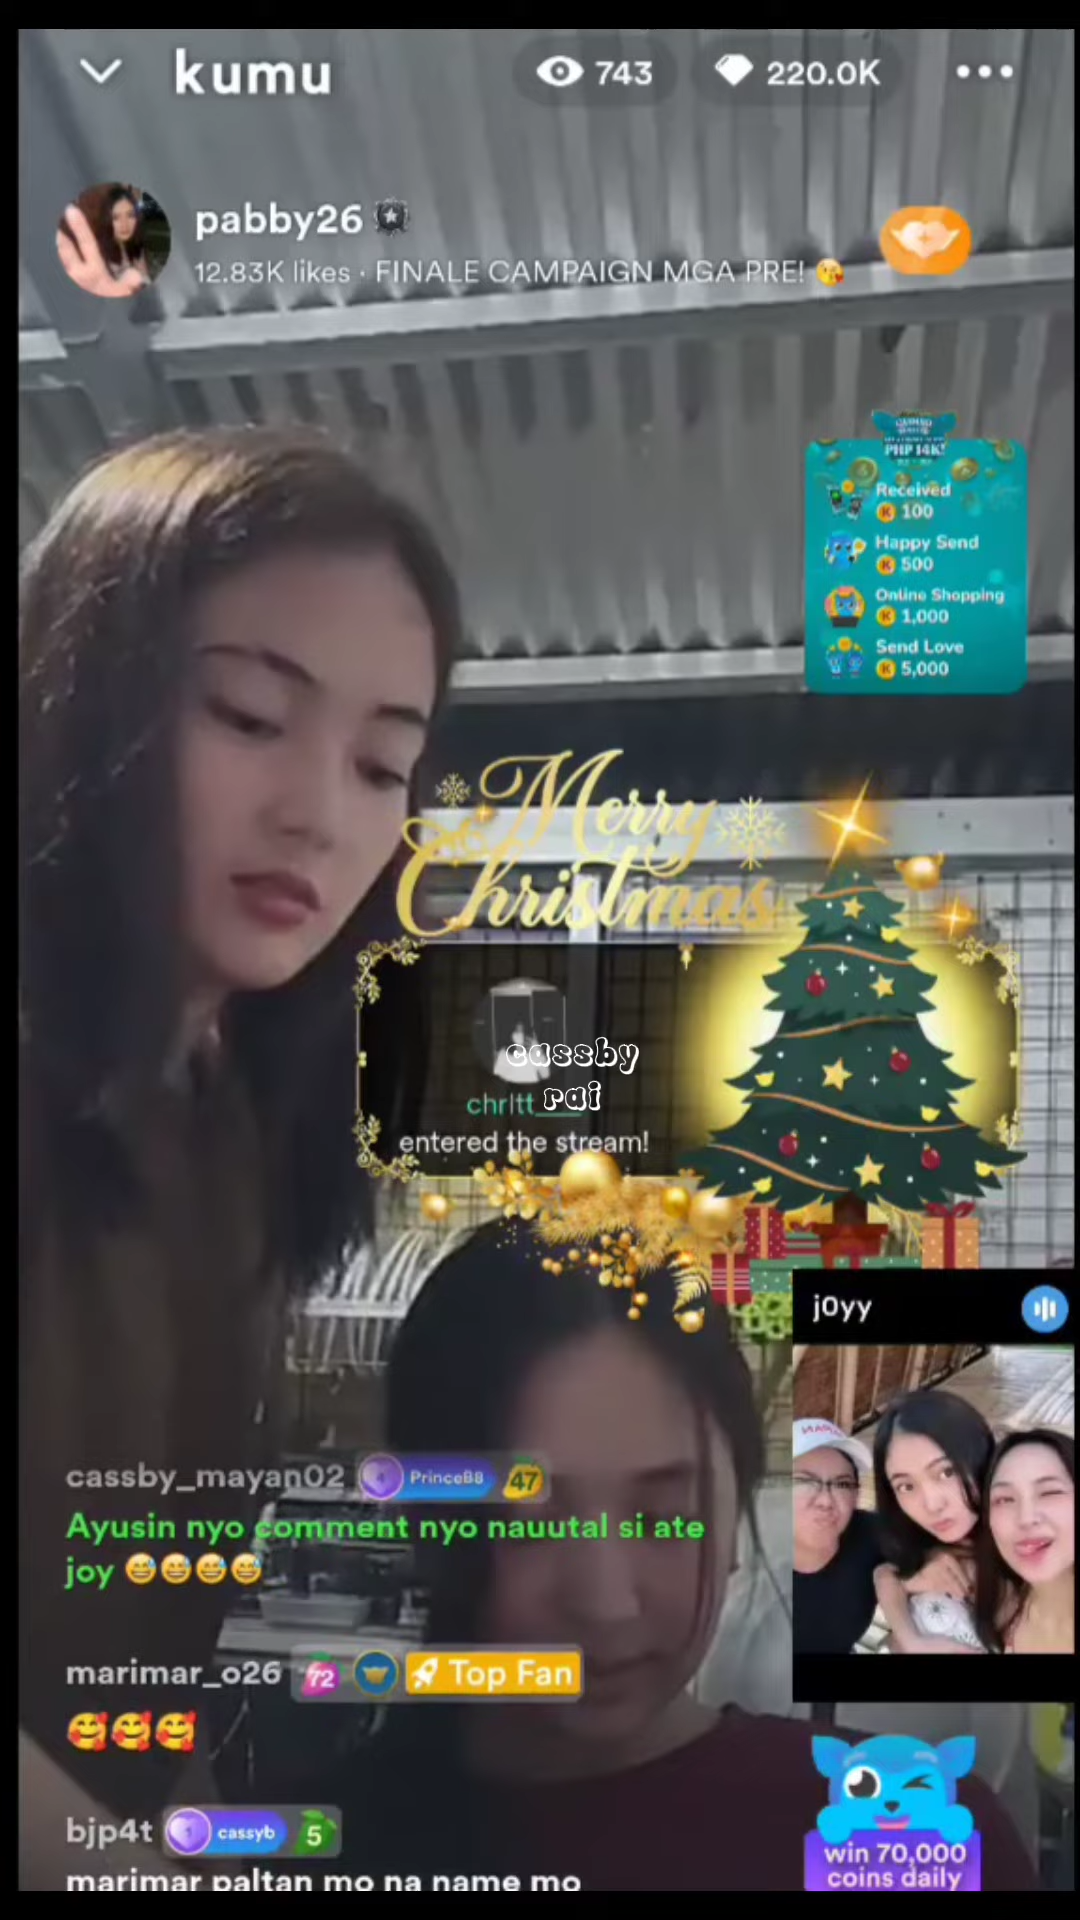 kumu
743
220.0K
pabby26
12.83K likes · FINALE CAMPAIGN MGA PRE! 😘
PHP 14K!
Received
K 100
Happy Send
K 500
Online Shopping
K 1,000
Send Love
K 5,000
Merry
Christmas
cassby
rai
chrltt___
entered the stream!
j0yy
cassby_mayan02 4 Prince88 47
Ayusin nyo comment nyo nauutal si ate
joy 😅😅😅😅
marimar_o26 72 Top Fan
🥰🥰🥰
bjp4t 1 cassyb 5
marimar paltan mo na name mo
win 70,000
coins daily